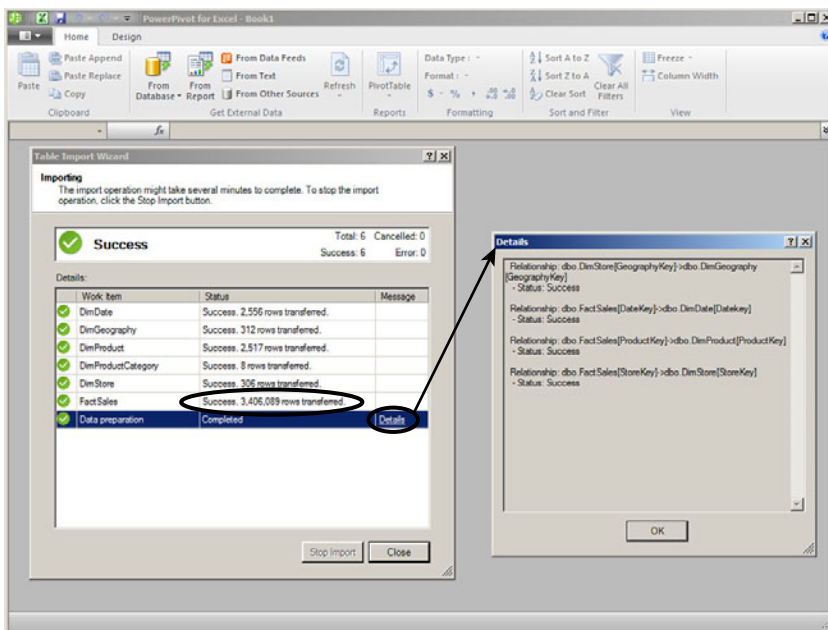 PowerPivot for Excel - Book1
Home Design
Paste
Paste Append
Paste Replace
Copy
Clipboard
From Database
From Report
From Data Feeds
From Text
From Other Sources
Get External Data
Refresh
PivotTable
Reports
Data Type : -
Format : -
$ - % ,
Formatting
Sort A to Z
Sort Z to A
Clear Sort
Clear All Filters
Sort and Filter
Freeze -
Column Width
View
fx
Table Import Wizard
Importing
The import operation might take several minutes to complete. To stop the import
operation, click the Stop Import button.
Success
Total: 6 Cancelled: 0
Success: 6 Error: 0
Details:
Work Item Status Message
DimDate Success. 2,556 rows transferred.
DimGeography Success. 312 rows transferred.
DimProduct Success. 2,517 rows transferred.
DimProductCategory Success. 8 rows transferred.
DimStore Success. 306 rows transferred.
FactSales Success. 3,406,089 rows transferred.
Data preparation Completed Details
Stop Import Close
Details
Relationship: dbo.DimStore[GeographyKey]->dbo.DimGeography
[GeographyKey]
- Status: Success
Relationship: dbo.FactSales[DateKey]->dbo.DimDate[Datekey]
- Status: Success
Relationship: dbo.FactSales[ProductKey]->dbo.DimProduct[ProductKey]
- Status: Success
Relationship: dbo.FactSales[StoreKey]->dbo.DimStore[StoreKey]
- Status: Success
OK